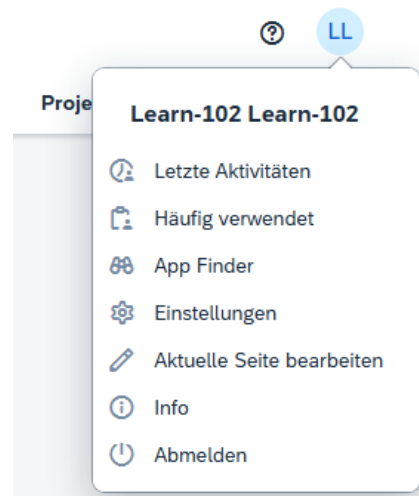 LL
Proje
Learn-102 Learn-102
Letzte Aktivitäten
Häufig verwendet
App Finder
Einstellungen
Aktuelle Seite bearbeiten
Info
Abmelden